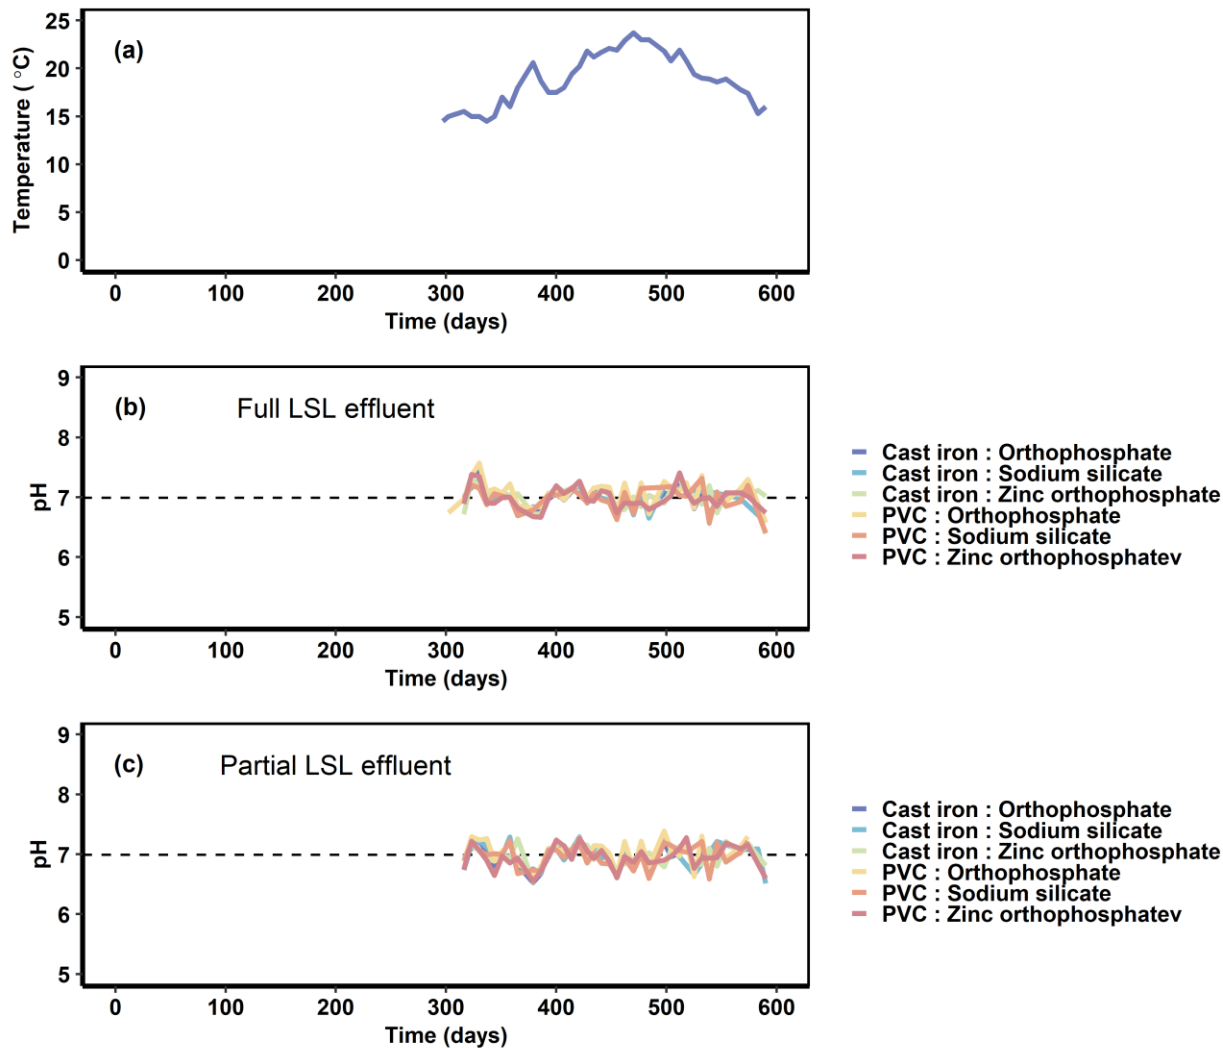 25
20
15
10
5
0
Temperature ( °C)
(a)
0 100 200 300 400 500 600
Time (days)
9
8
7
6
5
pH
(b) Full LSL effluent
0 100 200 300 400 500 600
Time (days)
Cast iron : Orthophosphate
Cast iron : Sodium silicate
Cast iron : Zinc orthophosphate
PVC : Orthophosphate
PVC : Sodium silicate
PVC : Zinc orthophosphatev
9
8
7
6
5
pH
(c) Partial LSL effluent
0 100 200 300 400 500 600
Time (days)
Cast iron : Orthophosphate
Cast iron : Sodium silicate
Cast iron : Zinc orthophosphate
PVC : Orthophosphate
PVC : Sodium silicate
PVC : Zinc orthophosphatev